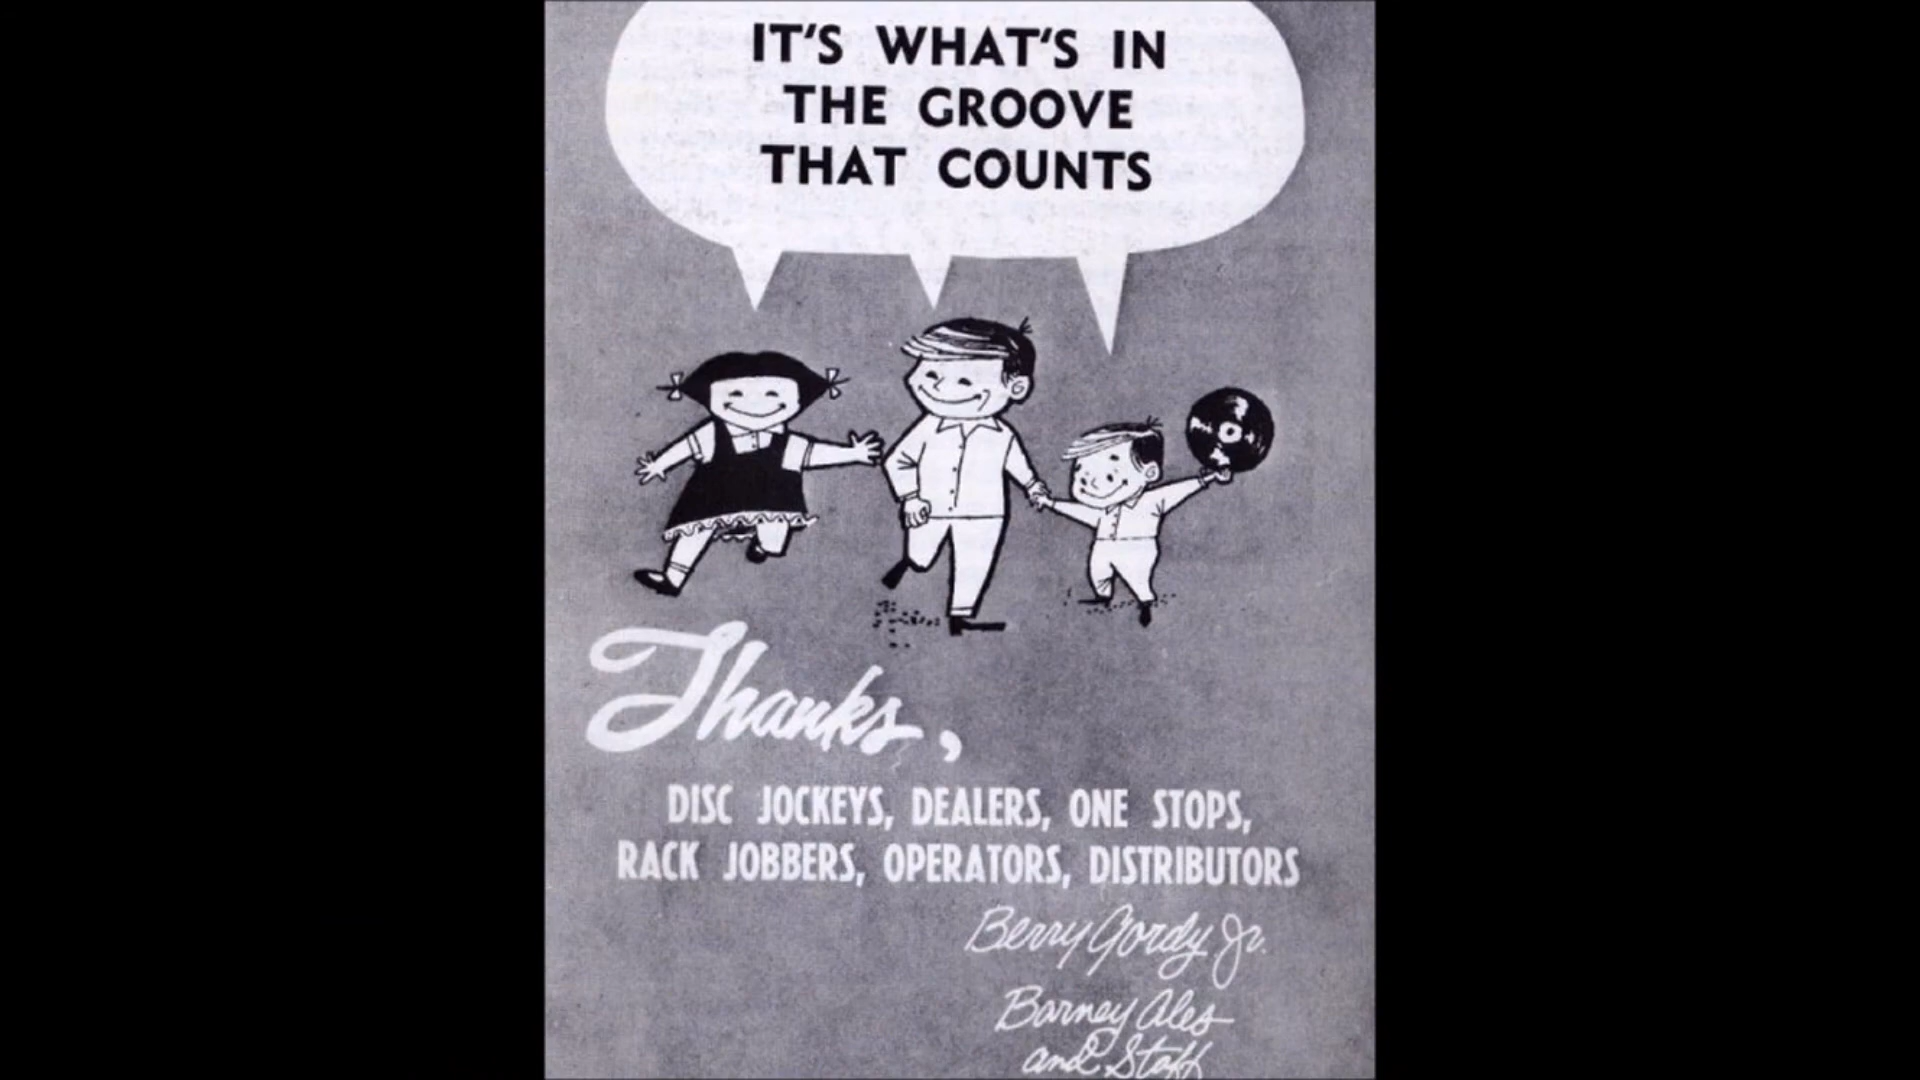 IT'S WHAT'S IN
THE GROOVE
THAT COUNTS
Thanks,
DISC JOCKEYS, DEALERS, ONE STOPS,
RACK JOBBERS, OPERATORS, DISTRIBUTORS
Berry Gordy Jr.
Barney Ales
and Staff